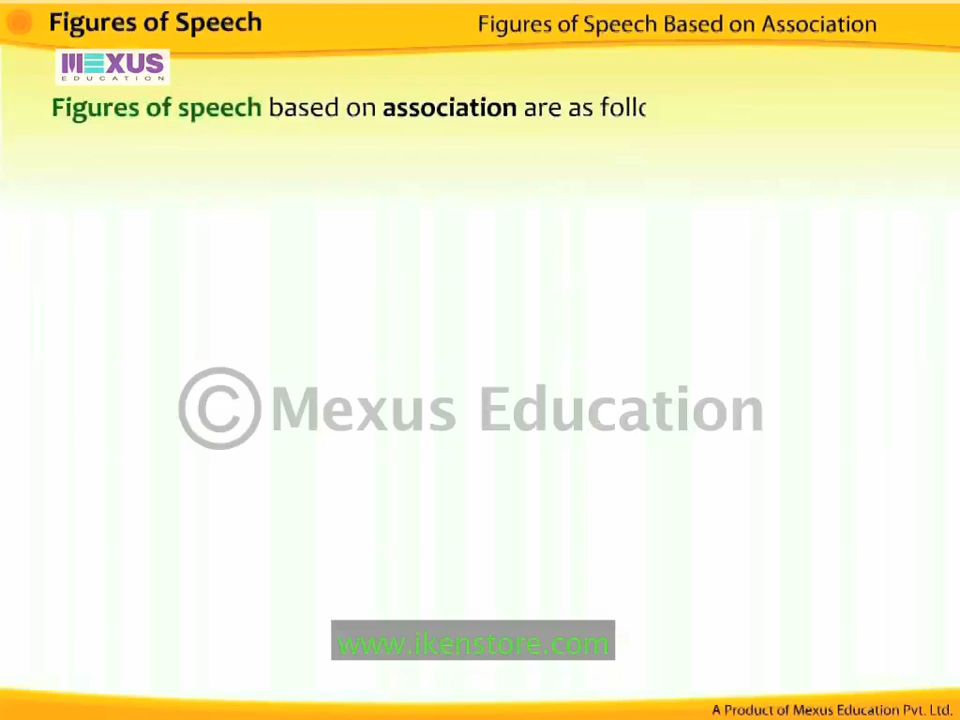 Figures of Speech
Figures of Speech Based on Association
MEXUS
EDUCATION
Figures of speech based on association are as follo
© Mexus Education
www.ikenstore.com
A Product of Mexus Education Pvt. Ltd.